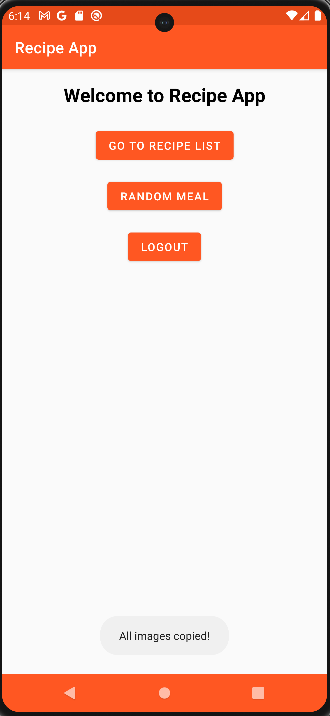 6:14
Recipe App
Welcome to Recipe App
GO TO RECIPE LIST
RANDOM MEAL
LOGOUT
All images copied!